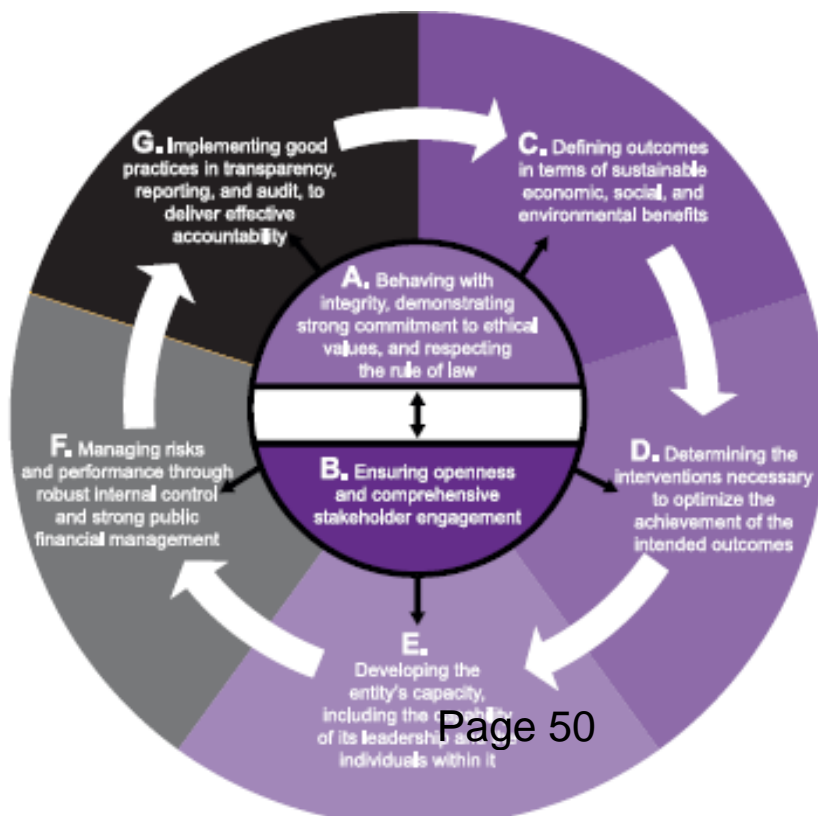 G. Implementing good
practices in transparency,
reporting, and audit, to
deliver effective
accountability
C. Defining outcomes
in terms of sustainable
economic, social, and
environmental benefits
A. Behaving with
integrity, demonstrating
strong commitment to ethical
values, and respecting
the rule of law
F. Managing risks
and performance through
robust internal control
and strong public
financial management
B. Ensuring openness
and comprehensive
stakeholder engagement
D. Determining the
interventions necessary
to optimize the
achievement of the
intended outcomes
E.
Developing the
entity's capacity,
including the
of its leadership and
individuals within it
Page 50